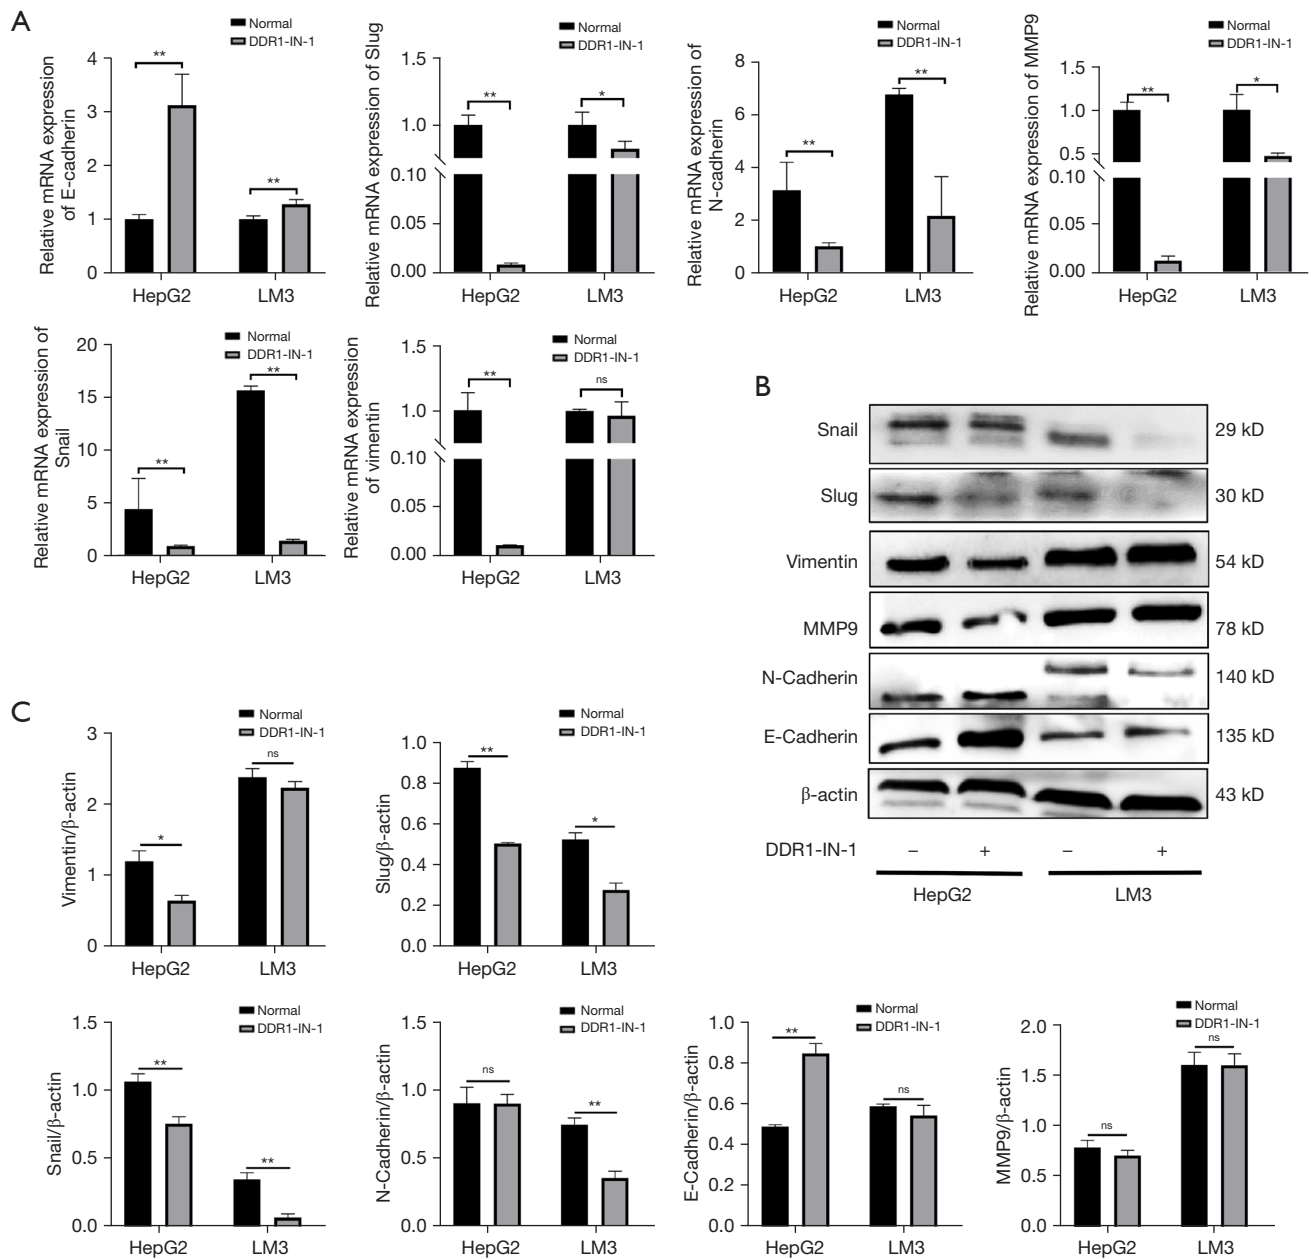 A
Normal
DDR1-IN-1
Relative mRNA expression
of E-cadherin
4
3
2
1
0
**
**
HepG2
LM3
Normal
DDR1-IN-1
Relative mRNA expression of Slug
1.5
1.0
0.10
0.05
0.00
**
*
HepG2
LM3
Normal
DDR1-IN-1
Relative mRNA expression of
N-cadherin
8
6
4
2
0
**
**
HepG2
LM3
Normal
DDR1-IN-1
Relative mRNA expression of MMP9
1.5
1.0
0.5
0.10
0.05
0.00
**
*
HepG2
LM3
Normal
DDR1-IN-1
Relative mRNA expression of
Snail
20
15
10
5
0
**
**
HepG2
LM3
Normal
DDR1-IN-1
Relative mRNA expression
of vimentin
1.5
1.0
0.10
0.05
0.00
**
ns
HepG2
LM3
B
Snail 29 kD
Slug 30 kD
Vimentin 54 kD
MMP9 78 kD
N-Cadherin 140 kD
E-Cadherin 135 kD
β-actin 43 kD
DDR1-IN-1 − + − +
HepG2 LM3
C
Normal
DDR1-IN-1
Vimentin/β-actin
3
2
1
0
*
ns
HepG2
LM3
Normal
DDR1-IN-1
Slug/β-actin
1.0
0.8
0.6
0.4
0.2
0.0
**
*
HepG2
LM3
Normal
DDR1-IN-1
Snail/β-actin
1.5
1.0
0.5
0.0
**
**
HepG2
LM3
Normal
DDR1-IN-1
N-Cadherin/β-actin
1.5
1.0
0.5
0.0
ns
**
HepG2
LM3
Normal
DDR1-IN-1
E-Cadherin/β-actin
1.0
0.8
0.6
0.4
0.2
0.0
**
ns
HepG2
LM3
Normal
DDR1-IN-1
MMP9/β-actin
2.0
1.5
1.0
0.5
0.0
ns
ns
HepG2
LM3